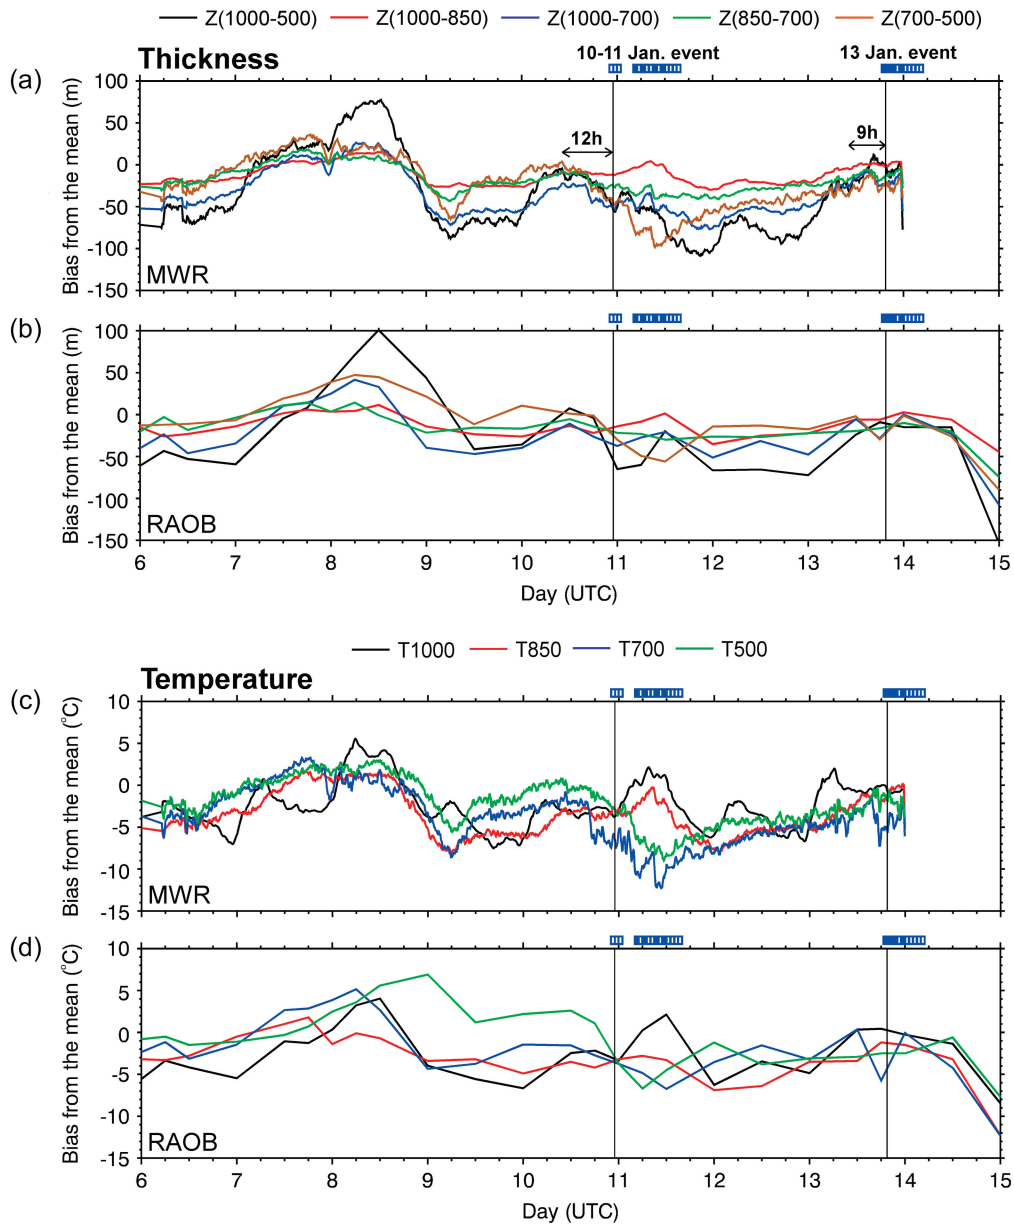 Z(1000-500) Z(1000-850) Z(1000-700) Z(850-700) Z(700-500)
Thickness
10-11 Jan. event
13 Jan. event
(a)
Bias from the mean (m)
100
50
0
-50
-100
-150
12h
9h
MWR
(b)
Bias from the mean (m)
100
50
0
-50
-100
-150
RAOB
6 7 8 9 10 11 12 13 14 15
Day (UTC)
T1000 T850 T700 T500
Temperature
(c)
Bias from the mean (°C)
10
5
0
-5
-10
-15
MWR
(d)
Bias from the mean (°C)
10
5
0
-5
-10
-15
RAOB
6 7 8 9 10 11 12 13 14 15
Day (UTC)